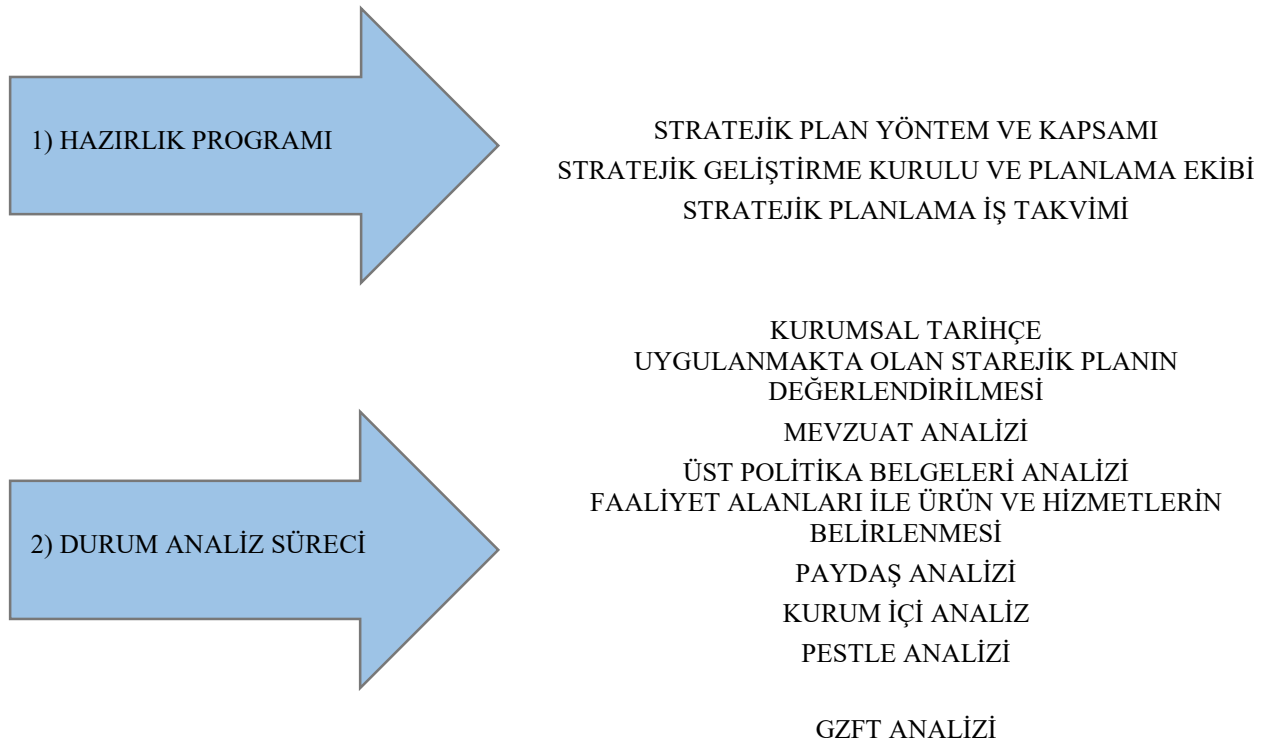 1) HAZIRLIK PROGRAMI
STRATEJİK PLAN YÖNTEM VE KAPSAMI
STRATEJİK GELİŞTİRME KURULU VE PLANLAMA EKİBİ
STRATEJİK PLANLAMA İŞ TAKVİMİ
2) DURUM ANALİZ SÜRECİ
KURUMSAL TARİHÇE
UYGULANMAKTA OLAN STAREJİK PLANIN
DEĞERLENDİRİLMESİ
MEVZUAT ANALİZİ
ÜST POLİTİKA BELGELERİ ANALİZİ
FAALİYET ALANLARI İLE ÜRÜN VE HİZMETLERİN
BELİRLENMESİ
PAYDAŞ ANALİZİ
KURUM İÇİ ANALİZ
PESTLE ANALİZİ
GZFT ANALİZİ